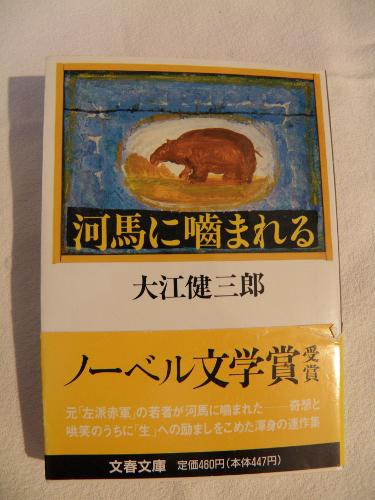 河馬に嚙まれる
大江健三郎
ノーベル文学賞受賞
元「左派赤軍」の若者が河馬に嚙まれた——奇想と
哄笑のうちに「生」への励ましをこめた渾身の連作集
文春文庫 定価460円(本体447円)